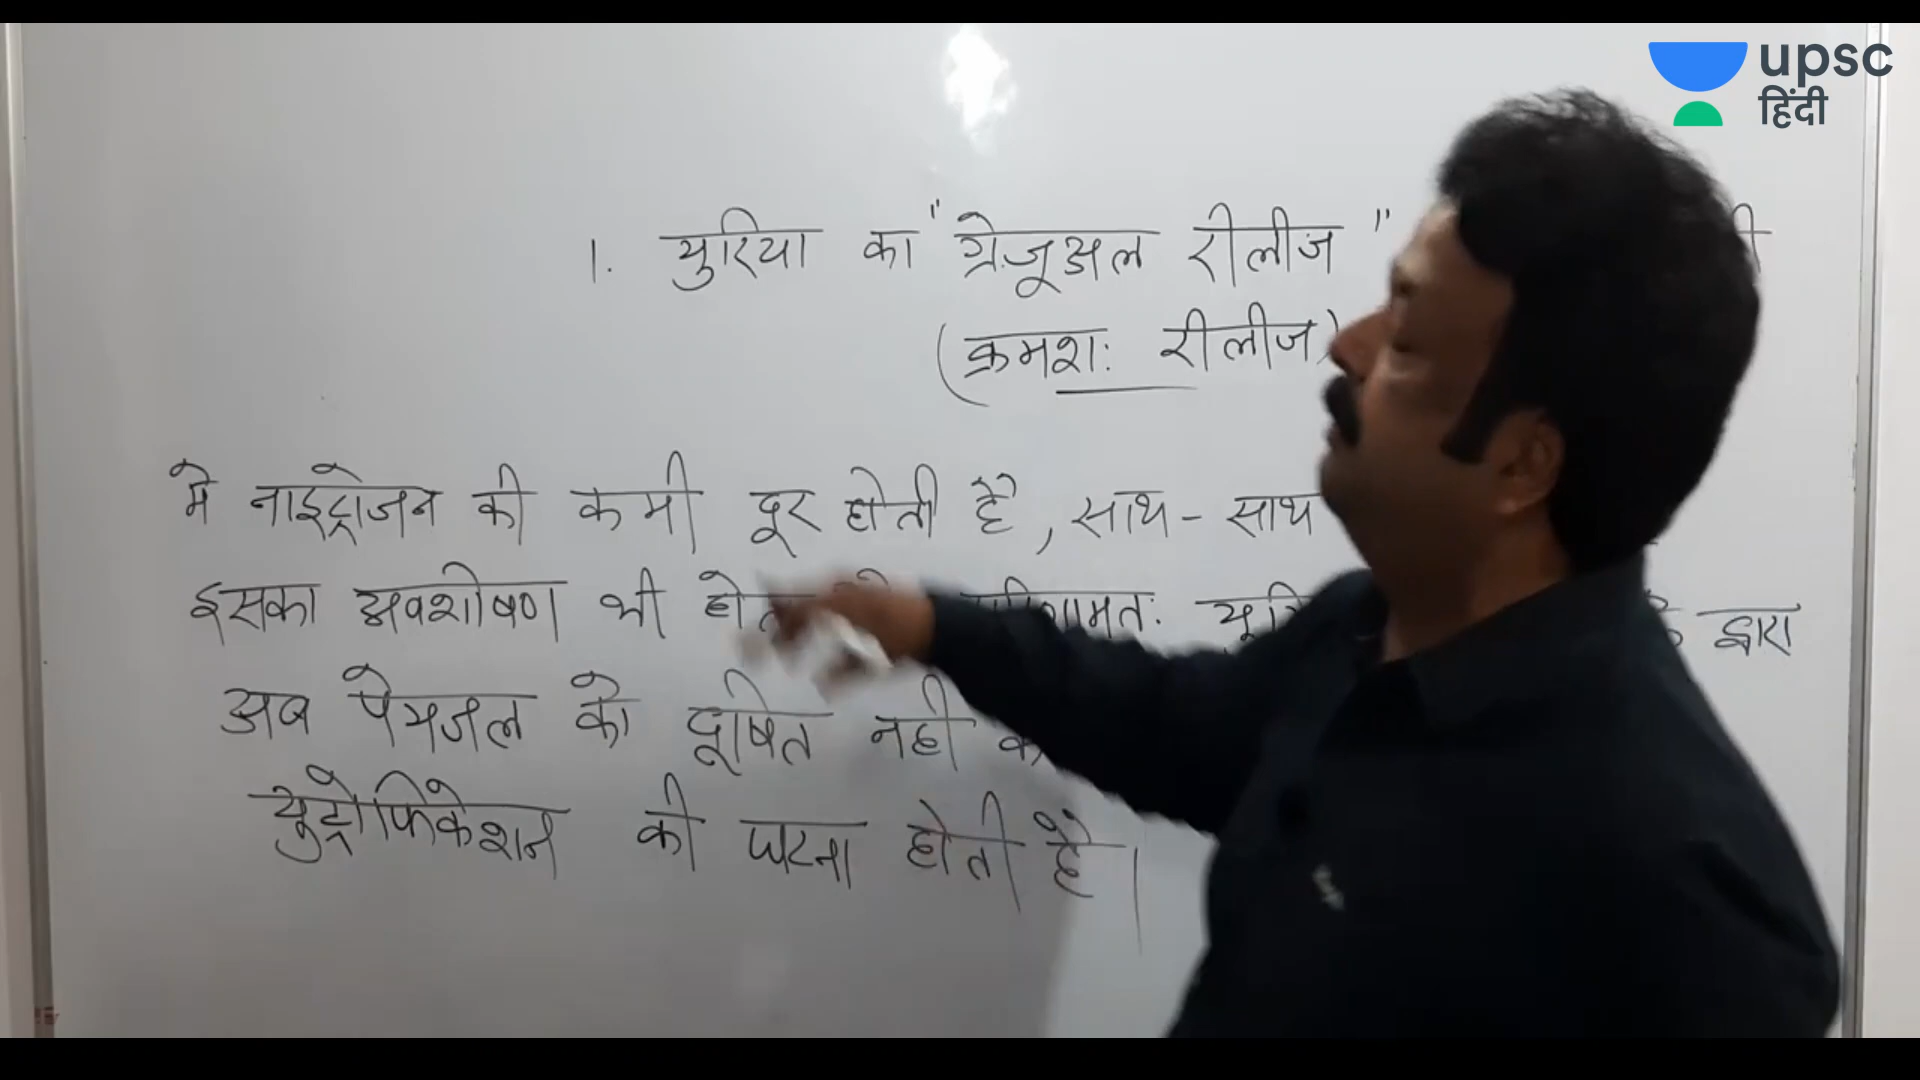 upsc
हिंदी
1. युरिया का "ग्रेजूअल रीलीज"
(क्रमशः रीलीज)
मे नाइट्रोजन की कमी दूर होती है, साथ-साथ
इसका अवशोषण भी द्वारा
अब पेयजल को दूषित नही
युट्रोफिकेशन की घटना होती है।